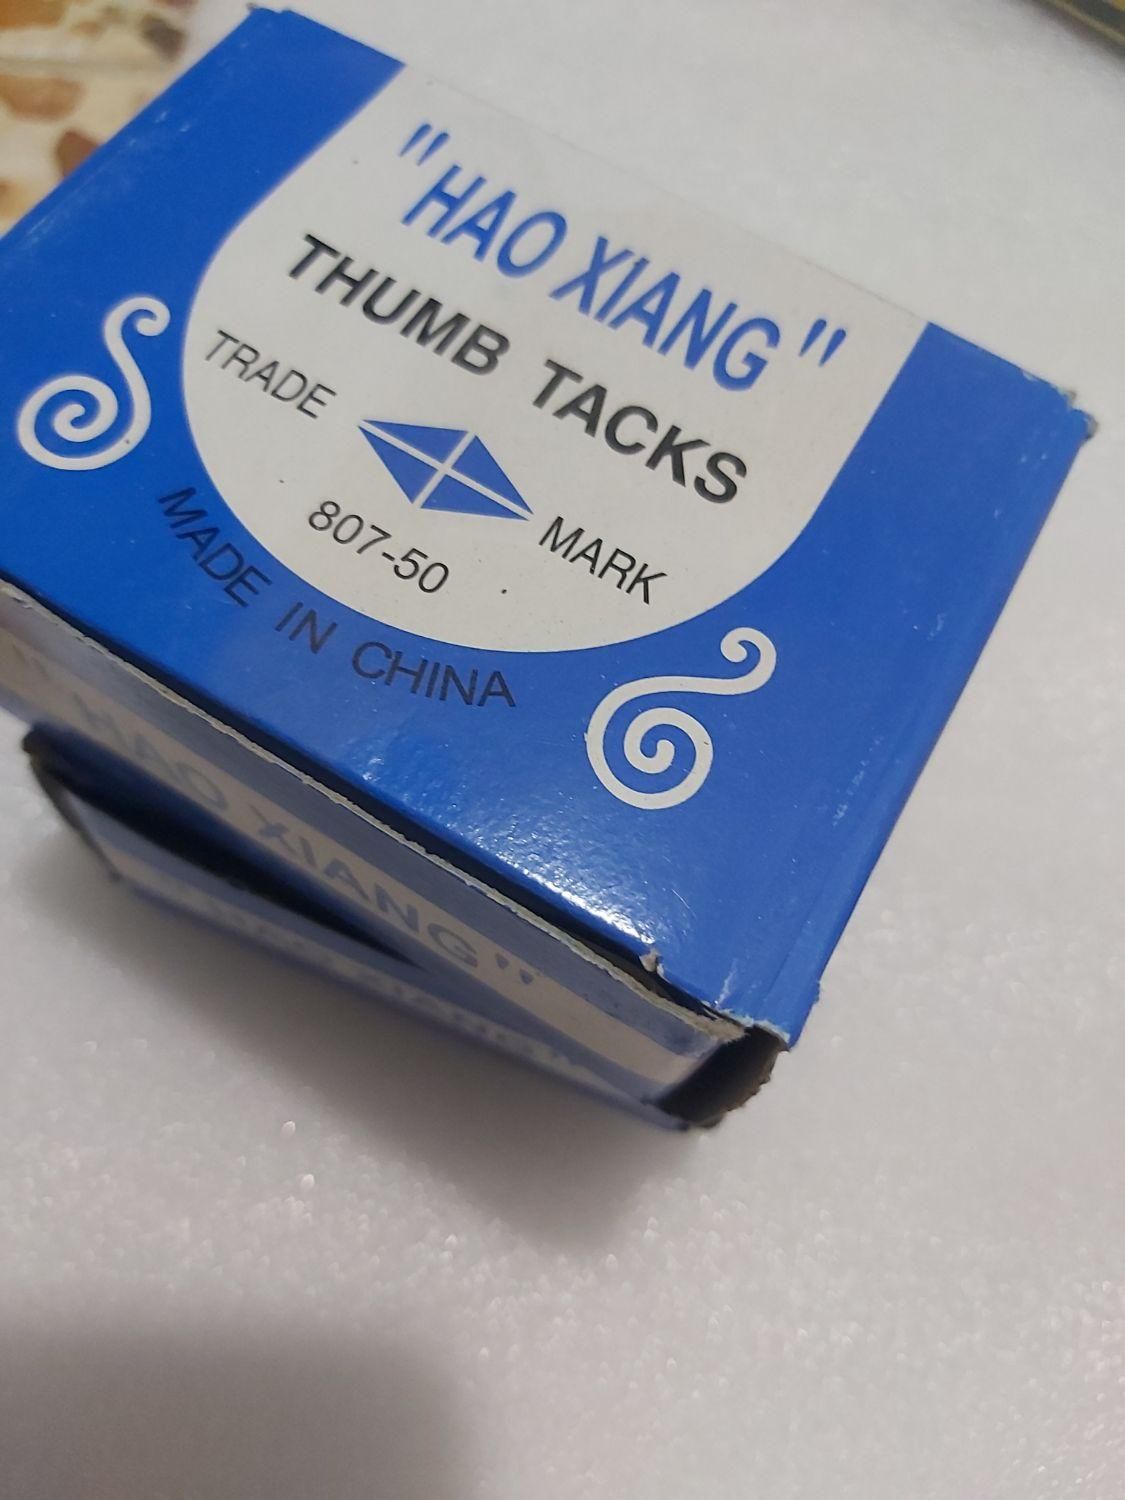 "HAO XIANG"
THUMB TACKS
TRADE MARK
807-50
MADE IN CHINA
"HAO XIANG"